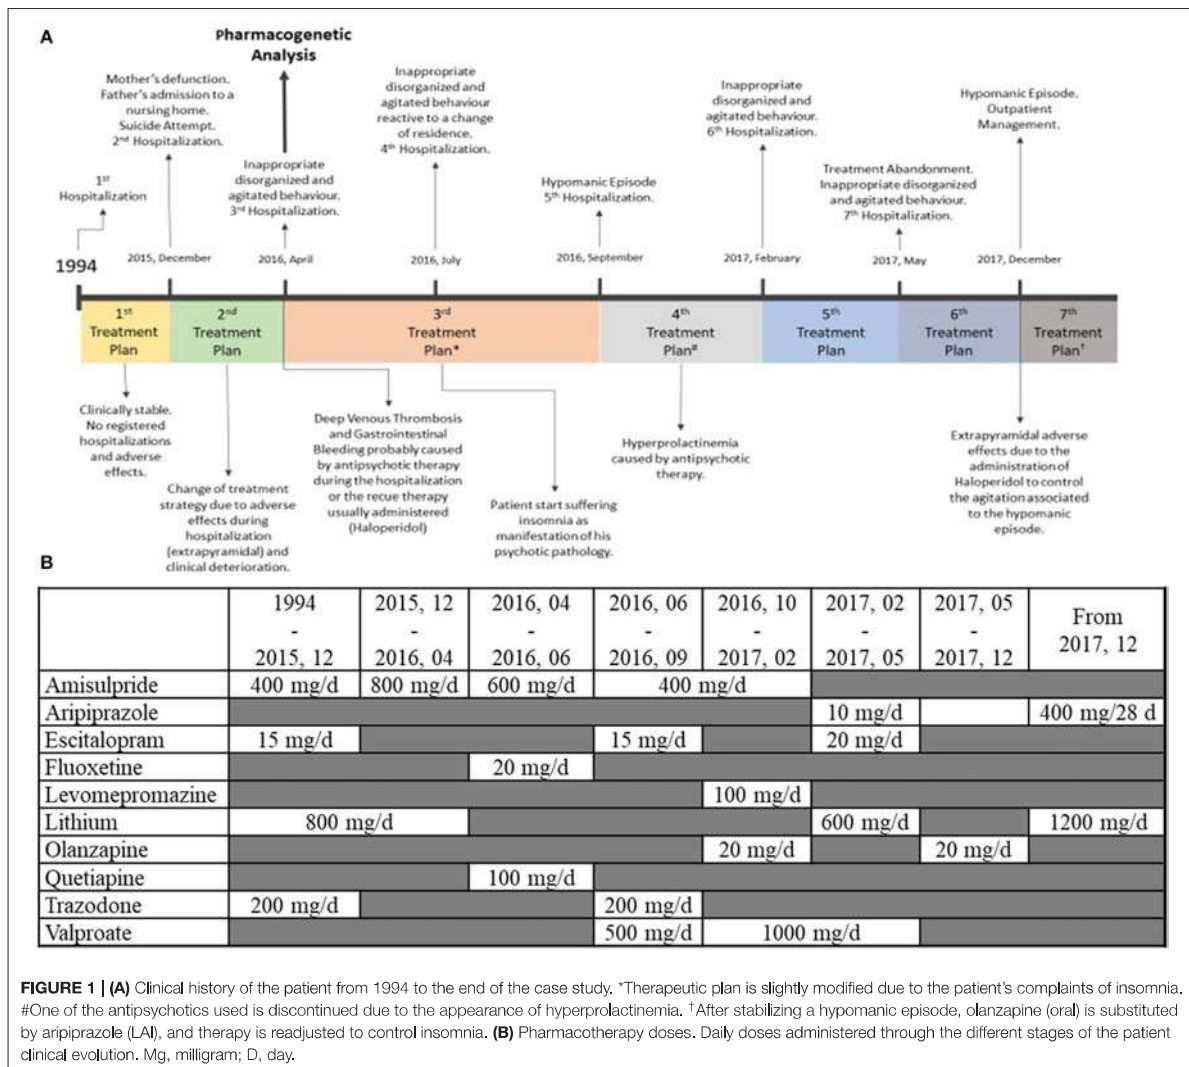 A
Pharmacogenetic
Analysis
Mother's defunction.
Father's admission to a
nursing home.
Suicide Attempt.
2nd Hospitalization.
Inappropriate
disorganized and
agitated behaviour
reactive to a change
of residence.
4th Hospitalization.
Inappropriate
disorganized and
agitated behaviour.
6th Hospitalization.
Hypomanic Episode.
Outpatient
Management.
1st
Hospitalization
Inappropriate
disorganized and
agitated behaviour.
3rd Hospitalization.
Hypomanic Episode
5th Hospitalization.
Treatment Abandonment.
Inappropriate disorganized
and agitated behaviour.
7th Hospitalization.
1994
2015, December
2016, April
2016, July
2016, September
2017, February
2017, May
2017, December
1st
Treatment
Plan
2nd
Treatment
Plan
3rd
Treatment
Plan*
4th
Treatment
Plan#
5th
Treatment
Plan
6th
Treatment
Plan
7th
Treatment
Plan†
Clinically stable.
No registered
hospitalizations
and adverse
effects.
Change of treatment
strategy due to adverse
effects during
hospitalization
(extrapyramidal) and
clinical deterioration.
Deep Venous Thrombosis
and Gastrointestinal
Bleeding probably caused
by antipsychotic therapy
during the hospitalization
or the recue therapy
usually administered
(Haloperidol)
Patient start suffering
insomnia as
manifestation of his
psychotic pathology.
Hyperprolactinemia
caused by antipsychotic
therapy.
Extrapyramidal adverse
effects due to the
administration of
Haloperidol to control
the agitation associated
to the hypomanic
episode.
B
1994 - 2015, 12
2015, 12 - 2016, 04
2016, 04 - 2016, 06
2016, 06 - 2016, 09
2016, 10 - 2017, 02
2017, 02 - 2017, 05
2017, 05 - 2017, 12
From 2017, 12
Amisulpride 400 mg/d 800 mg/d 600 mg/d 400 mg/d
Aripiprazole 10 mg/d 400 mg/28 d
Escitalopram 15 mg/d 15 mg/d 20 mg/d
Fluoxetine 20 mg/d
Levomepromazine 100 mg/d
Lithium 800 mg/d 600 mg/d 1200 mg/d
Olanzapine 20 mg/d 20 mg/d
Quetiapine 100 mg/d
Trazodone 200 mg/d 200 mg/d
Valproate 500 mg/d 1000 mg/d
FIGURE 1 | (A) Clinical history of the patient from 1994 to the end of the case study. *Therapeutic plan is slightly modified due to the patient's complaints of insomnia.
#One of the antipsychotics used is discontinued due to the appearance of hyperprolactinemia. †After stabilizing a hypomanic episode, olanzapine (oral) is substituted
by aripiprazole (LAI), and therapy is readjusted to control insomnia. (B) Pharmacotherapy doses. Daily doses administered through the different stages of the patient
clinical evolution. Mg, milligram; D, day.